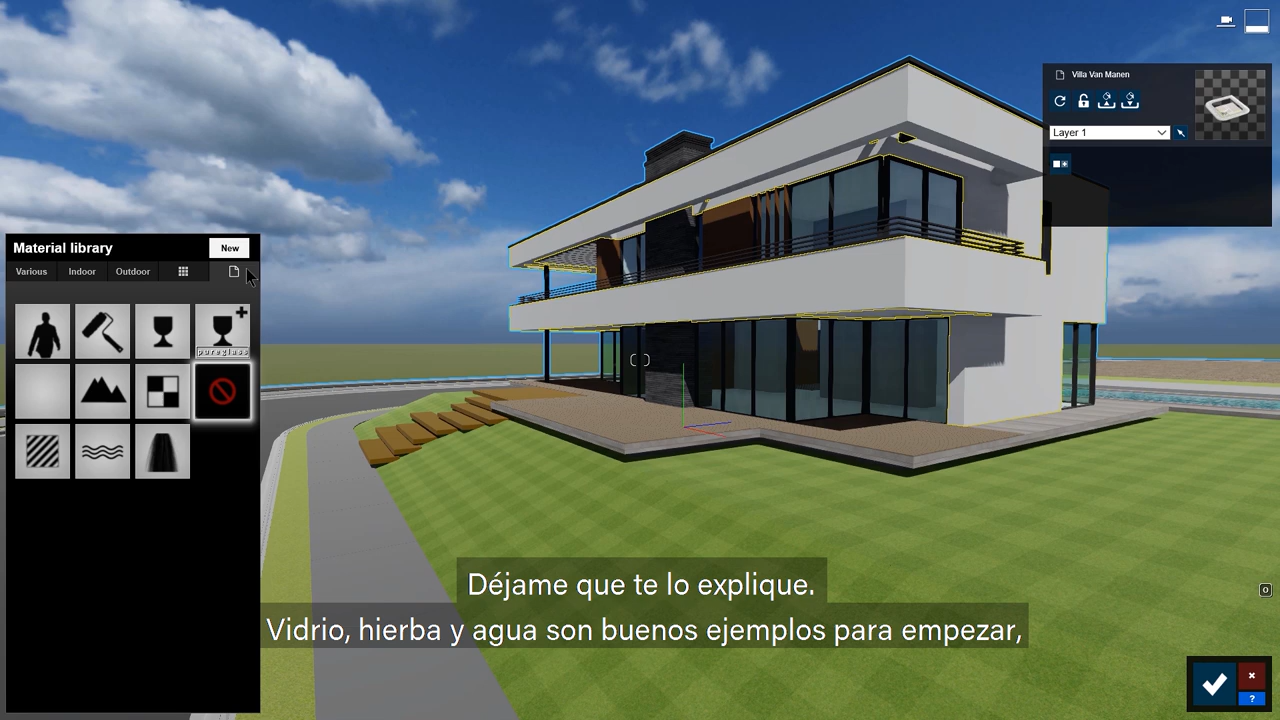 Villa Van Manen
Layer 1
Material library
New
Various
Indoor
Outdoor
pureglass
Déjame que te lo explique.
Vidrio, hierba y agua son buenos ejemplos para empezar,
O
?